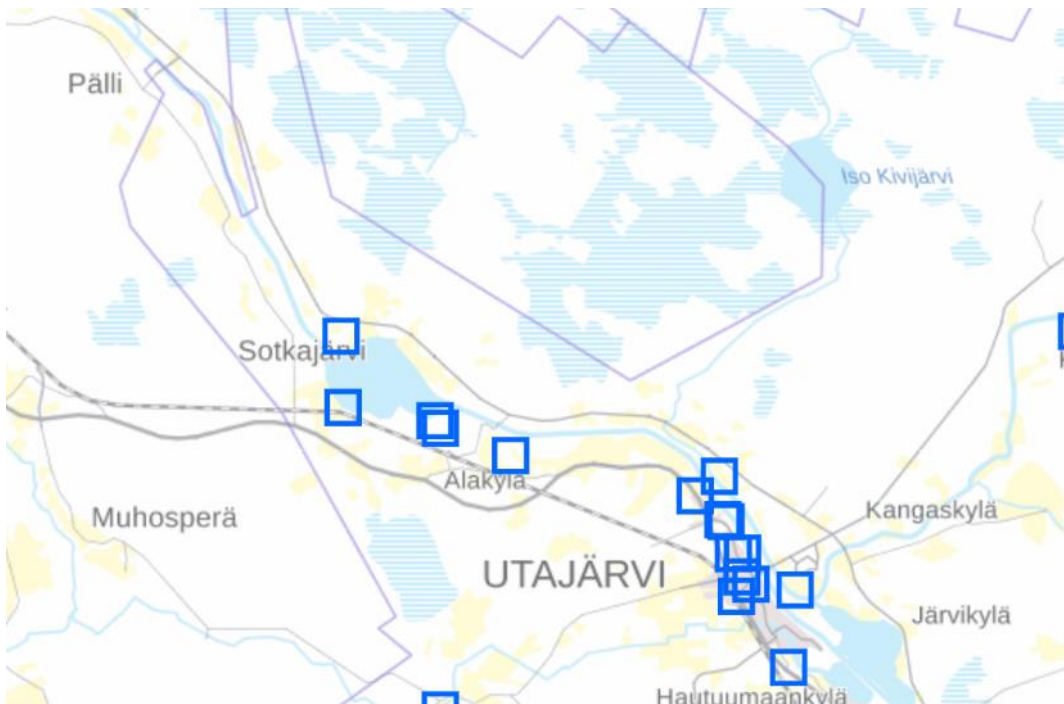 Pälli
Iso Kivijärvi
Sotkajärvi
Alakylä
Kangaskylä
Muhosperä
UTAJÄRVI
Järvikylä
Hautuumaankylä